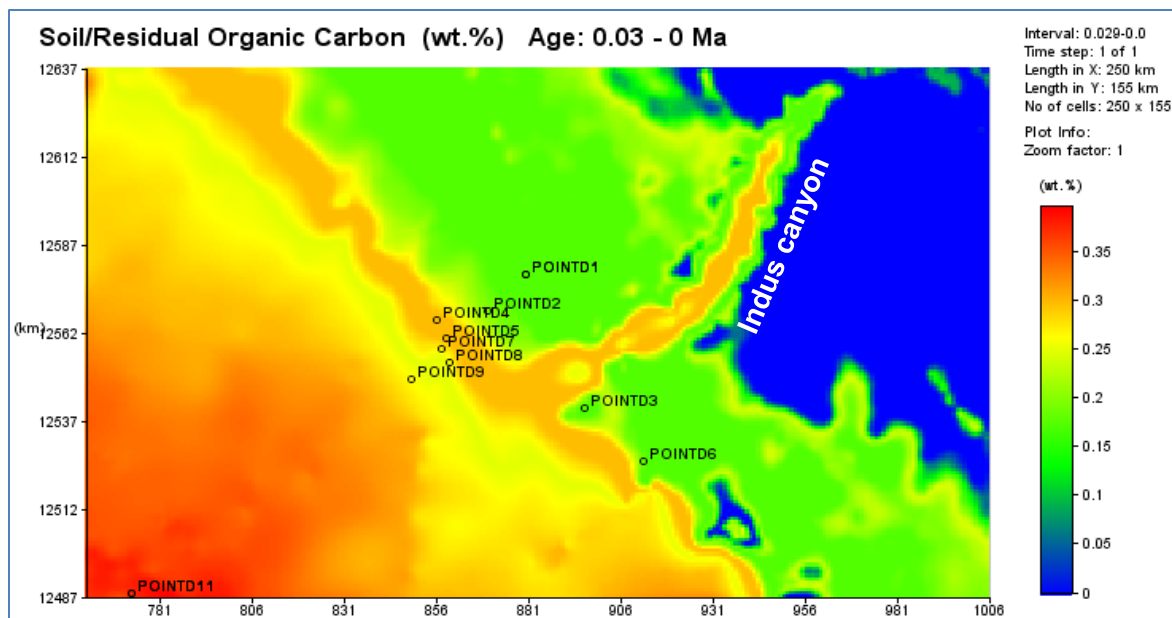 Soil/Residual Organic Carbon (wt.%) Age: 0.03 - 0 Ma
Interval: 0.029-0.0
Time step: 1 of 1
Length in X: 250 km
Length in Y: 155 km
No of cells: 250 x 155
Plot Info:
Zoom factor: 1
(wt.%)
0.35
0.3
0.25
0.2
0.15
0.1
0.05
0
12637
12612
12587
(km)
12562
12537
12512
12487
Indus canyon
POINTD1
POINTD2
POINTD4
POINTD5
POINTD7
POINTD8
POINTD9
POINTD3
POINTD6
POINTD11
781 806 831 856 881 906 931 956 981 1006